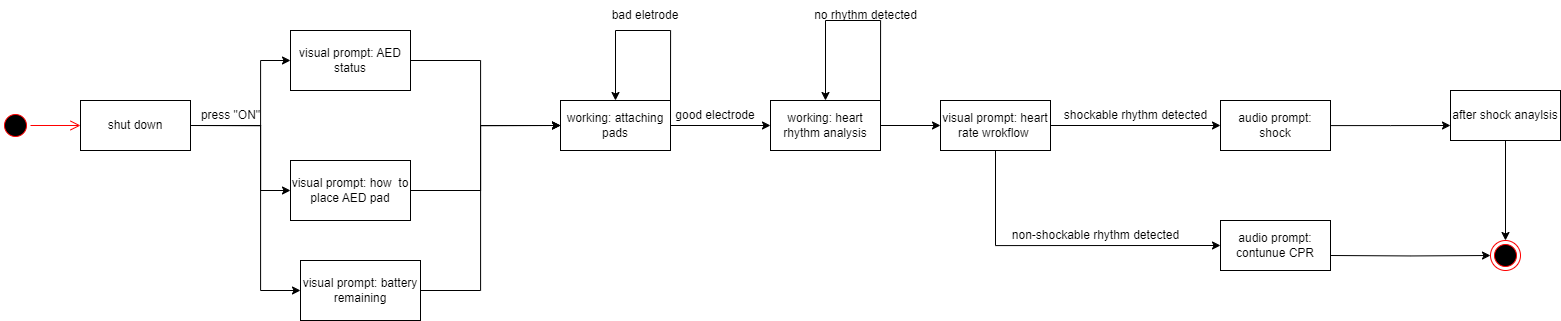 bad eletrode
no rhythm detected
visual prompt: AED
status
press "ON"
shut down
working: attaching
pads
good electrode
working: heart
rhythm analysis
visual prompt: heart
rate wrokflow
shockable rhythm detected
audio prompt:
shock
after shock anaylsis
visual prompt: how to
place AED pad
non-shockable rhythm detected
audio prompt:
contunue CPR
visual prompt: battery
remaining